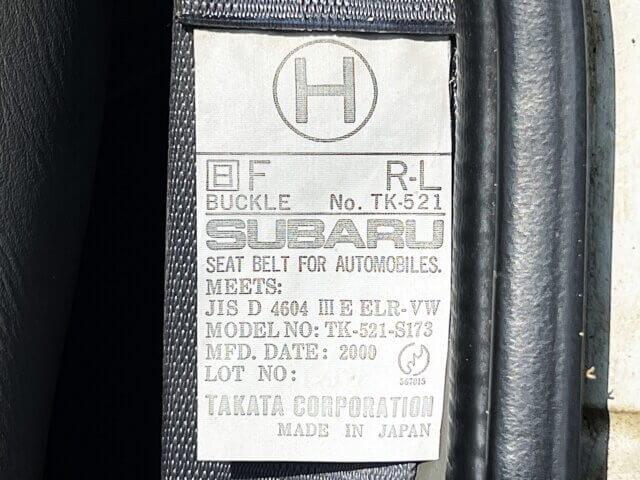 H
日 F R-L
BUCKLE No. TK-521
SUBARU
SEAT BELT FOR AUTOMOBILES.
MEETS:
JIS D 4604 III E ELR-VW
MODEL NO: TK-521-S173
MFD. DATE: 2000
LOT NO:
567015
TAKATA CORPORATION
MADE IN JAPAN